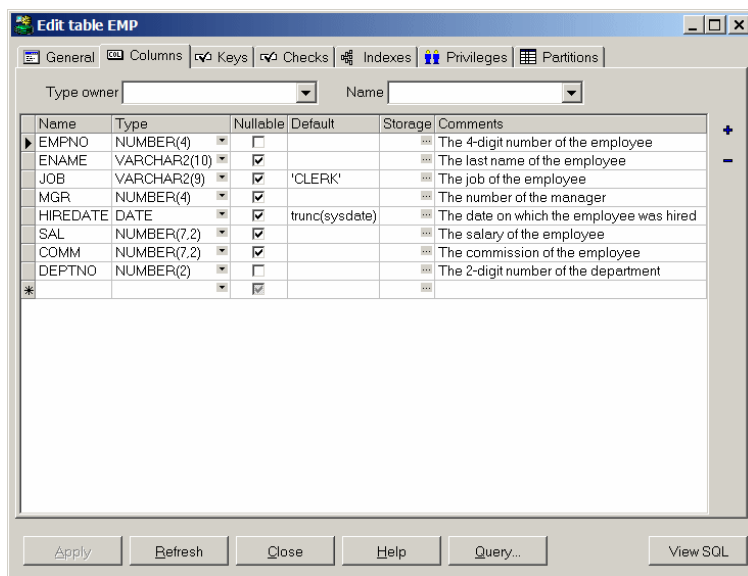 Edit table EMP
General Columns Keys Checks Indexes Privileges Partitions
Type owner Name
Name Type Nullable Default Storage Comments
EMPNO NUMBER(4) ... The 4-digit number of the employee
ENAME VARCHAR2(10) ... The last name of the employee
JOB VARCHAR2(9) 'CLERK' ... The job of the employee
MGR NUMBER(4) ... The number of the manager
HIREDATE DATE trunc(sysdate) ... The date on which the employee was hired
SAL NUMBER(7,2) ... The salary of the employee
COMM NUMBER(7,2) ... The commission of the employee
DEPTNO NUMBER(2) ... The 2-digit number of the department
* ...
Apply Refresh Close Help Query... View SQL